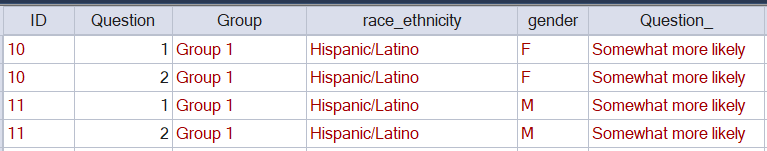 ID Question Group race_ethnicity gender Question_
10 1 Group 1 Hispanic/Latino F Somewhat more likely
10 2 Group 1 Hispanic/Latino F Somewhat more likely
11 1 Group 1 Hispanic/Latino M Somewhat more likely
11 2 Group 1 Hispanic/Latino M Somewhat more likely